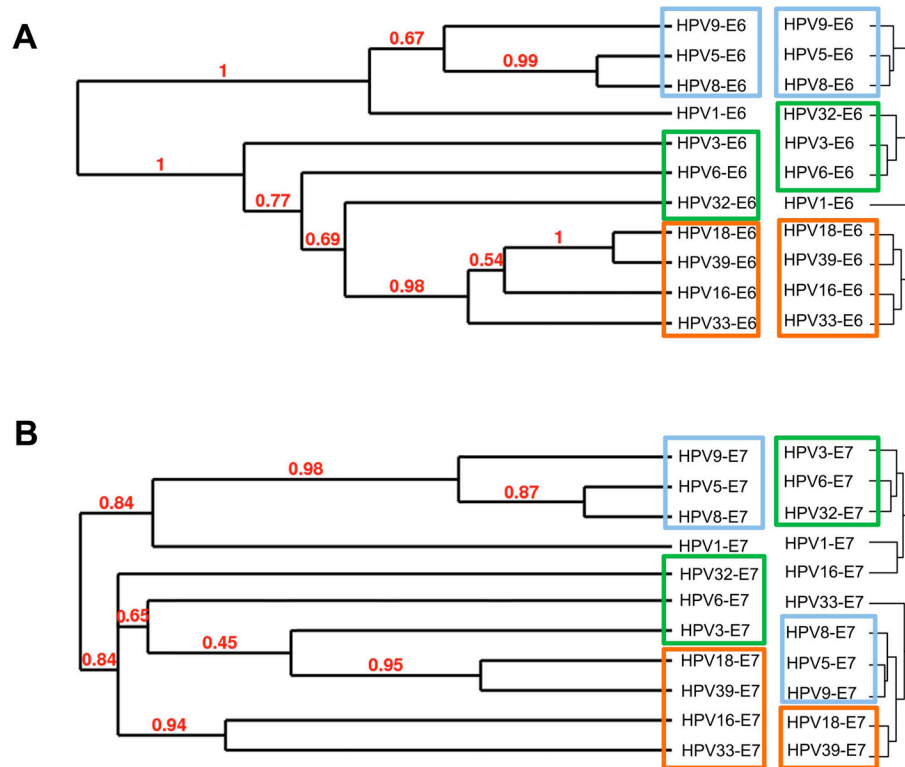 A
HPV9-E6 HPV9-E6
0.67
HPV5-E6 HPV5-E6
0.99
1
HPV8-E6 HPV8-E6
HPV1-E6 HPV32-E6
HPV3-E6 HPV3-E6
1
HPV6-E6 HPV6-E6
0.77
HPV32-E6 HPV1-E6
0.69
HPV18-E6 HPV18-E6
1
0.54
HPV39-E6 HPV39-E6
0.98
HPV16-E6 HPV16-E6
HPV33-E6 HPV33-E6
B
HPV9-E7 HPV3-E7
0.98
HPV5-E7 HPV6-E7
0.87
0.84
HPV8-E7 HPV32-E7
HPV1-E7 HPV1-E7
HPV32-E7 HPV16-E7
HPV6-E7 HPV33-E7
0.65
HPV3-E7 HPV8-E7
0.45
0.84
HPV18-E7 HPV5-E7
0.95
HPV39-E7 HPV9-E7
HPV16-E7 HPV18-E7
0.94
HPV33-E7 HPV39-E7